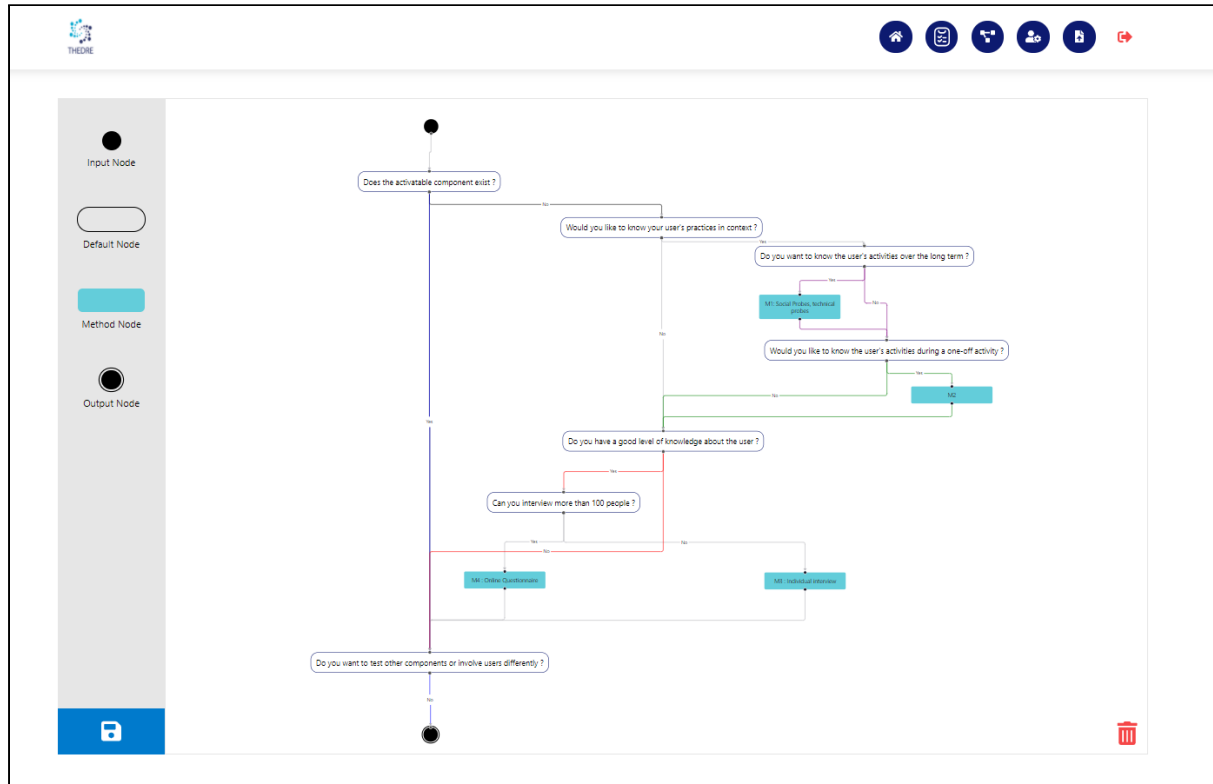 THEDRE
Input Node
Default Node
Method Node
Output Node
Does the activatable component exist ?
No
Would you like to know your user's practices in context ?
Yes
Do you want to know the user's activities over the long term ?
Yes
M1: Social Probes, technical
probes
No
No
Would you like to know the user's activities during a one-off activity ?
Yes
M2
No
Yes
Do you have a good level of knowledge about the user ?
Yes
Can you interview more than 100 people ?
Yes
No
No
M4 : Online Questionnaire
M3 : Individual interview
Do you want to test other components or involve users differently ?
No